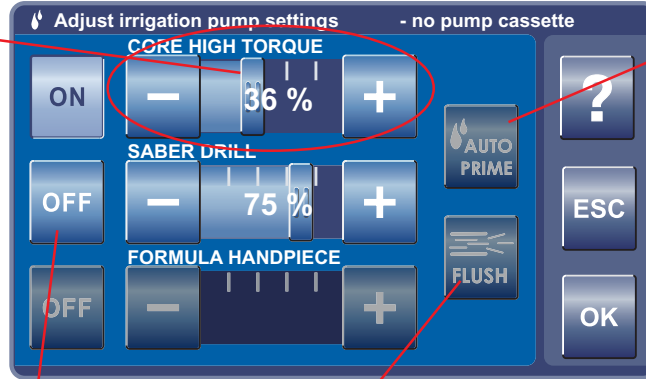 Adjust irrigation pump settings - no pump cassette
CORE HIGH TORQUE
ON − 36 % +
?
AUTO
PRIME
SABER DRILL
OFF − 75 % +
ESC
FLUSH
FORMULA HANDPIECE
OFF − +
OK